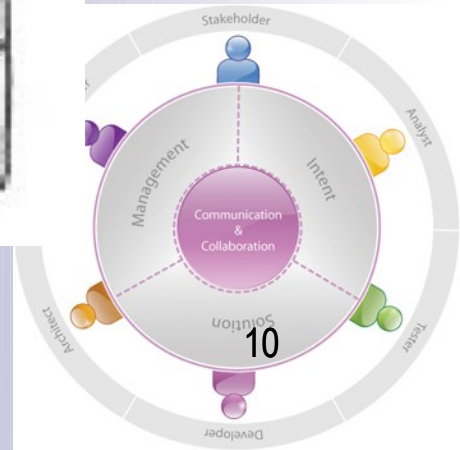 Stakeholder
Analyst
Management
Intent
Communication
&
Collaboration
Solution
10
Architect
Tester
Developer